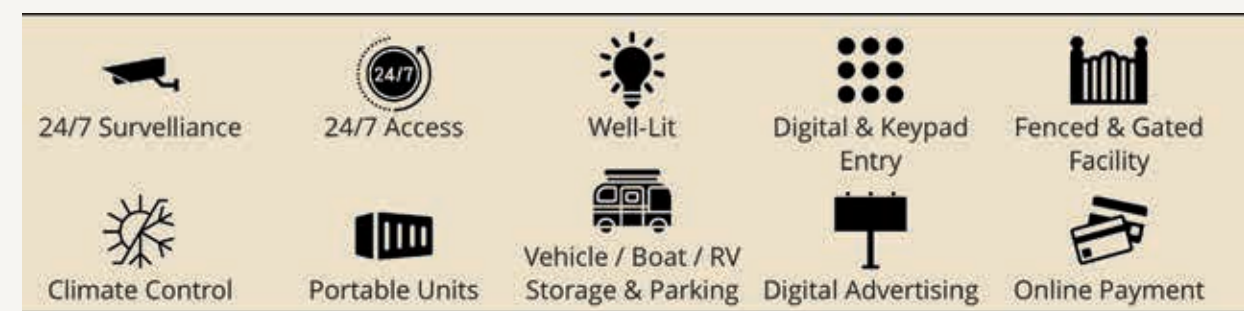 24/7 Survelliance
24/7
24/7 Access
Well-Lit
Digital & Keypad
Entry
Fenced & Gated
Facility
Climate Control
Portable Units
Vehicle / Boat / RV
Storage & Parking
Digital Advertising
Online Payment